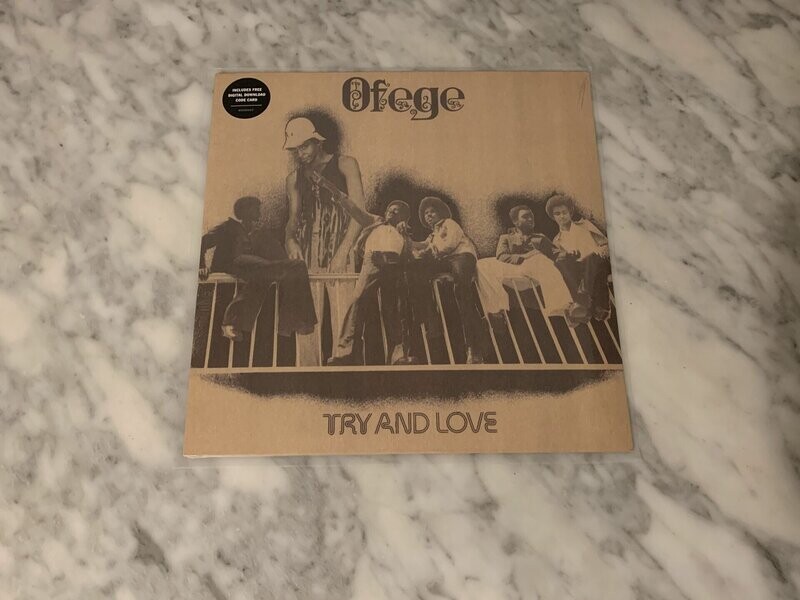 INCLUDES FREE
DIGITAL DOWNLOAD
CODE CARD
Ofege
TRY AND LOVE